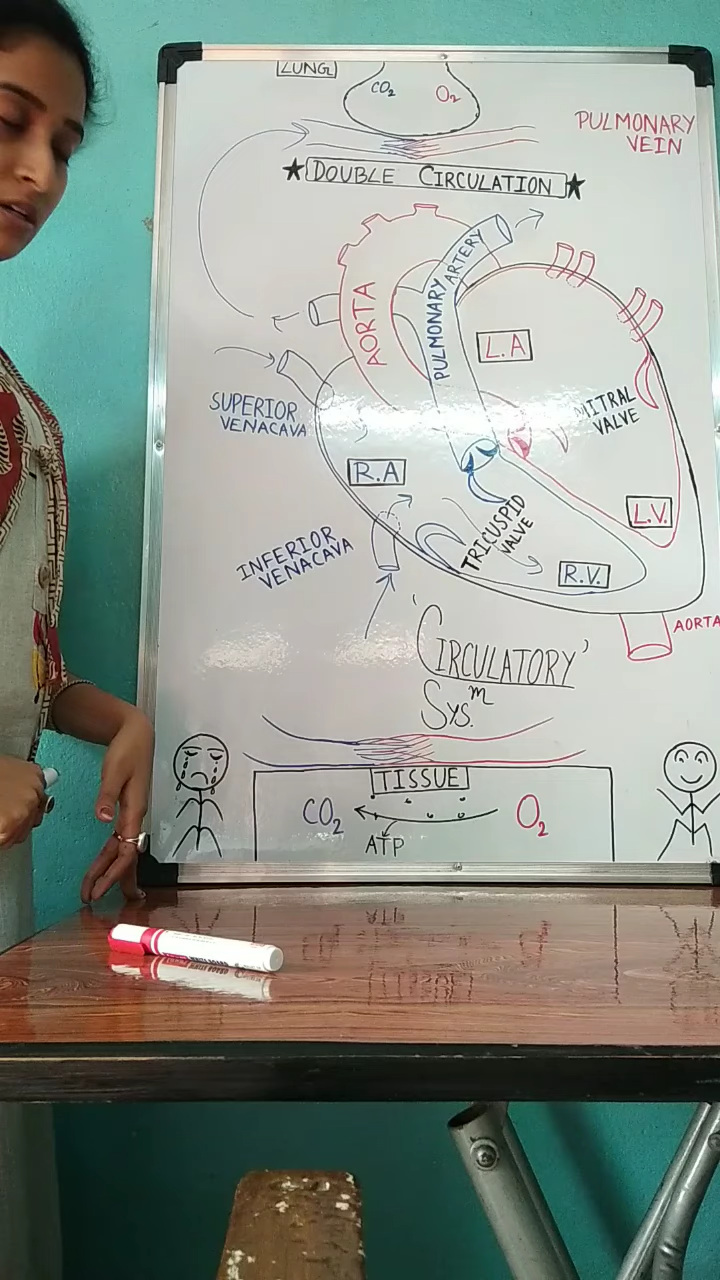 LUNG
CO2
O2
PULMONARY
VEIN
★DOUBLE CIRCULATION★
AORTA
PULMONARY
ARTERY
L.A
SUPERIOR
VENACAVA
MITRAL
VALVE
R.A
L.V.
TRICUSPID
VALVE
INFERIOR
VENACAVA
R.V.
AORTA
'CIRCULATORY'
SYS.m
TISSUE
CO2
O2
ATP